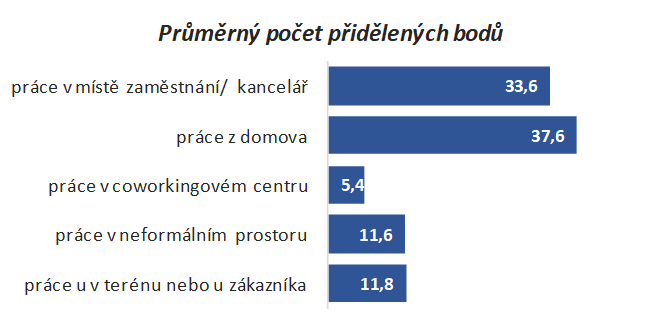 Průměrný počet přidělených bodů
práce v místě zaměstnání/ kancelář 33,6
práce z domova 37,6
práce v coworkingovém centru 5,4
práce v neformálním prostoru 11,6
práce u v terénu nebo u zákazníka 11,8